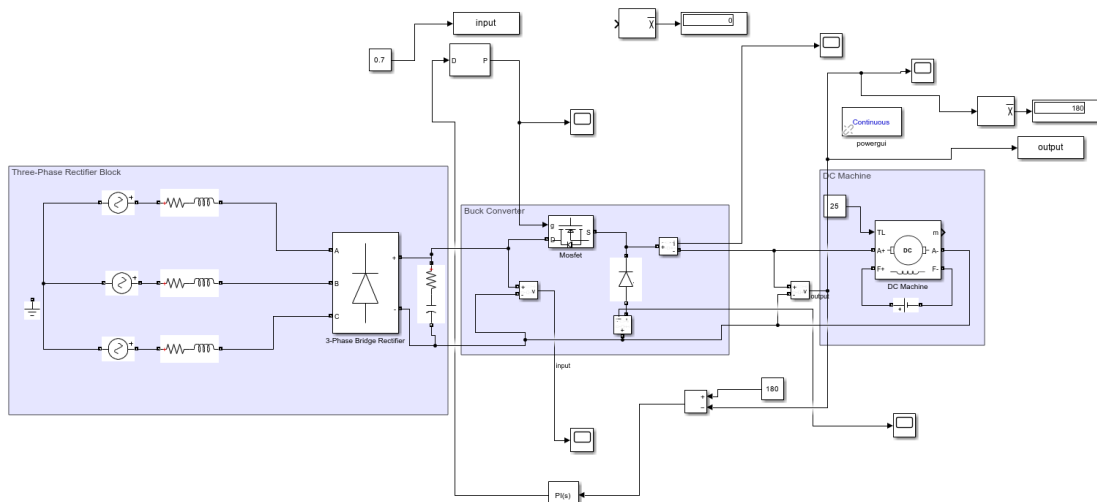 input
0
0.7
D P
X
180
Continuous
powergui
output
Three-Phase Rectifier Block
DC Machine
Buck Converter
25
g
D S
Mosfet
TL m
A+ DC A-
F+ F-
DC Machine
A
B
C
+
-
3-Phase Bridge Rectifier
+
-
v
+
-
v
output
input
180
+
−
PI(s)